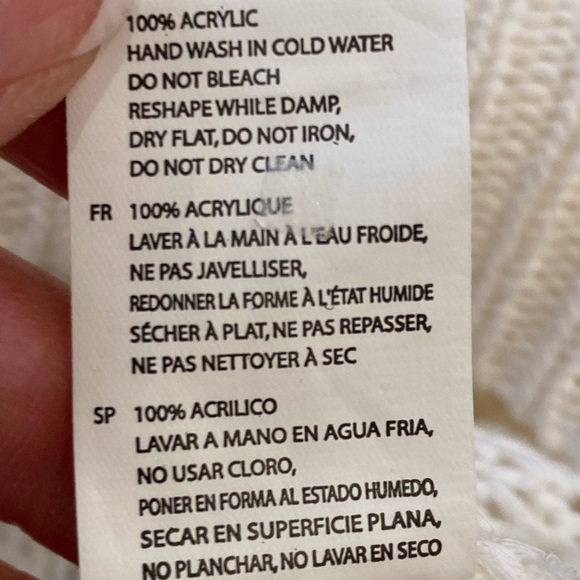 100% ACRYLIC
HAND WASH IN COLD WATER
DO NOT BLEACH
RESHAPE WHILE DAMP,
DRY FLAT, DO NOT IRON,
DO NOT DRY CLEAN
FR 100% ACRYLIQUE
LAVER À LA MAIN À L'EAU FROIDE,
NE PAS JAVELLISER,
REDONNER LA FORME À L'ÉTAT HUMIDE
SÉCHER À PLAT, NE PAS REPASSER,
NE PAS NETTOYER À SEC
SP 100% ACRILICO
LAVAR A MANO EN AGUA FRIA,
NO USAR CLORO,
PONER EN FORMA AL ESTADO HUMEDO,
SECAR EN SUPERFICIE PLANA,
NO PLANCHAR, NO LAVAR EN SECO